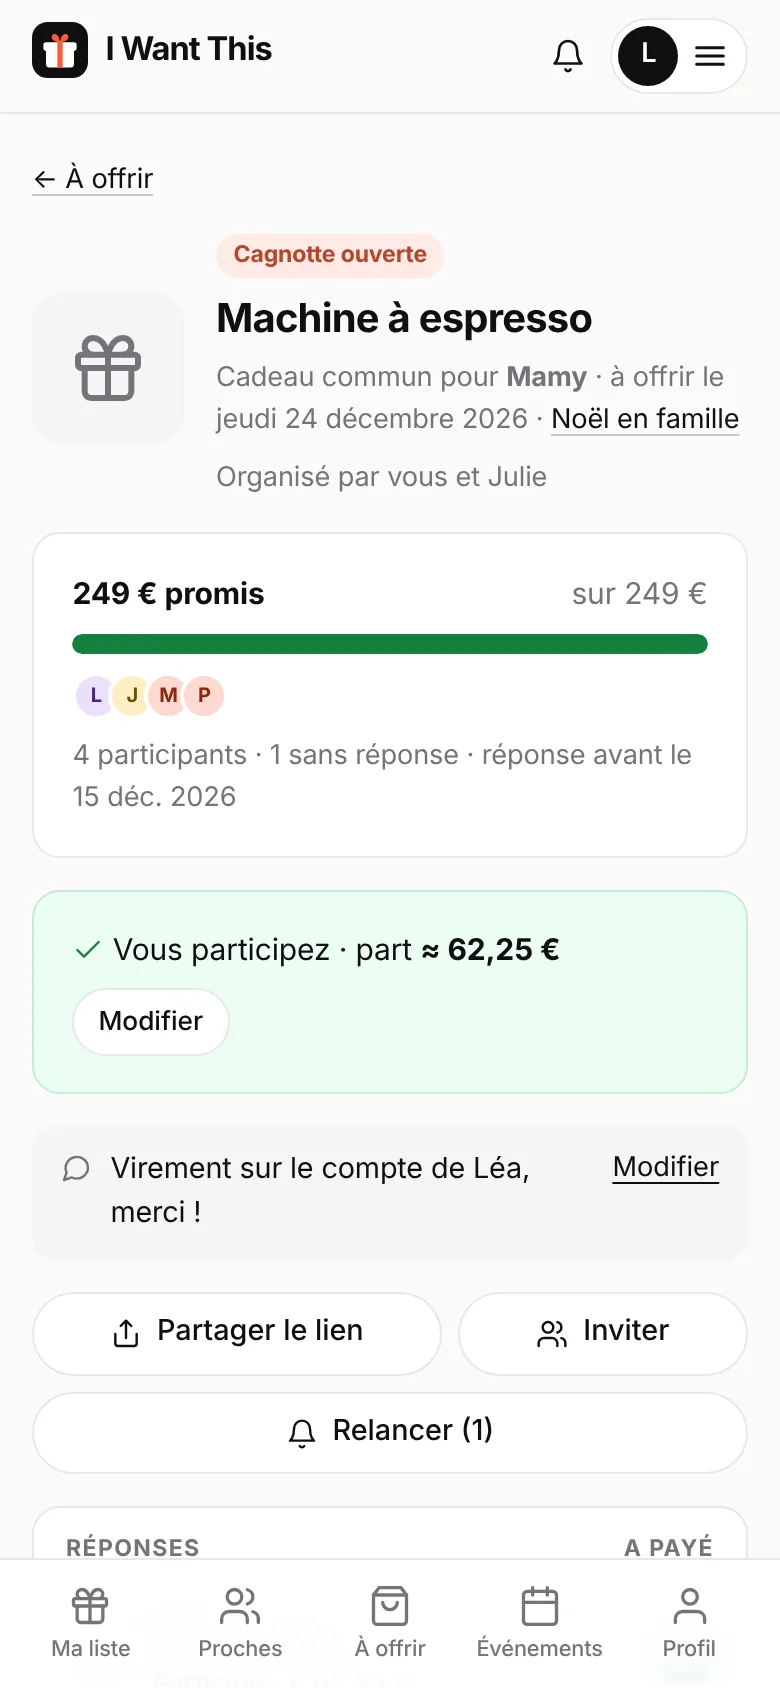 I Want This
L
← À offrir
Cagnotte ouverte
Machine à espresso
Cadeau commun pour Mamy · à offrir le
jeudi 24 décembre 2026 · Noël en famille
Organisé par vous et Julie
249 € promis
sur 249 €
L J M P
4 participants · 1 sans réponse · réponse avant le
15 déc. 2026
Vous participez · part ≈ 62,25 €
Modifier
Virement sur le compte de Léa,
merci !
Modifier
Partager le lien
Inviter
Relancer (1)
RÉPONSES
A PAYÉ
Ma liste
Proches
À offrir
Événements
Profil